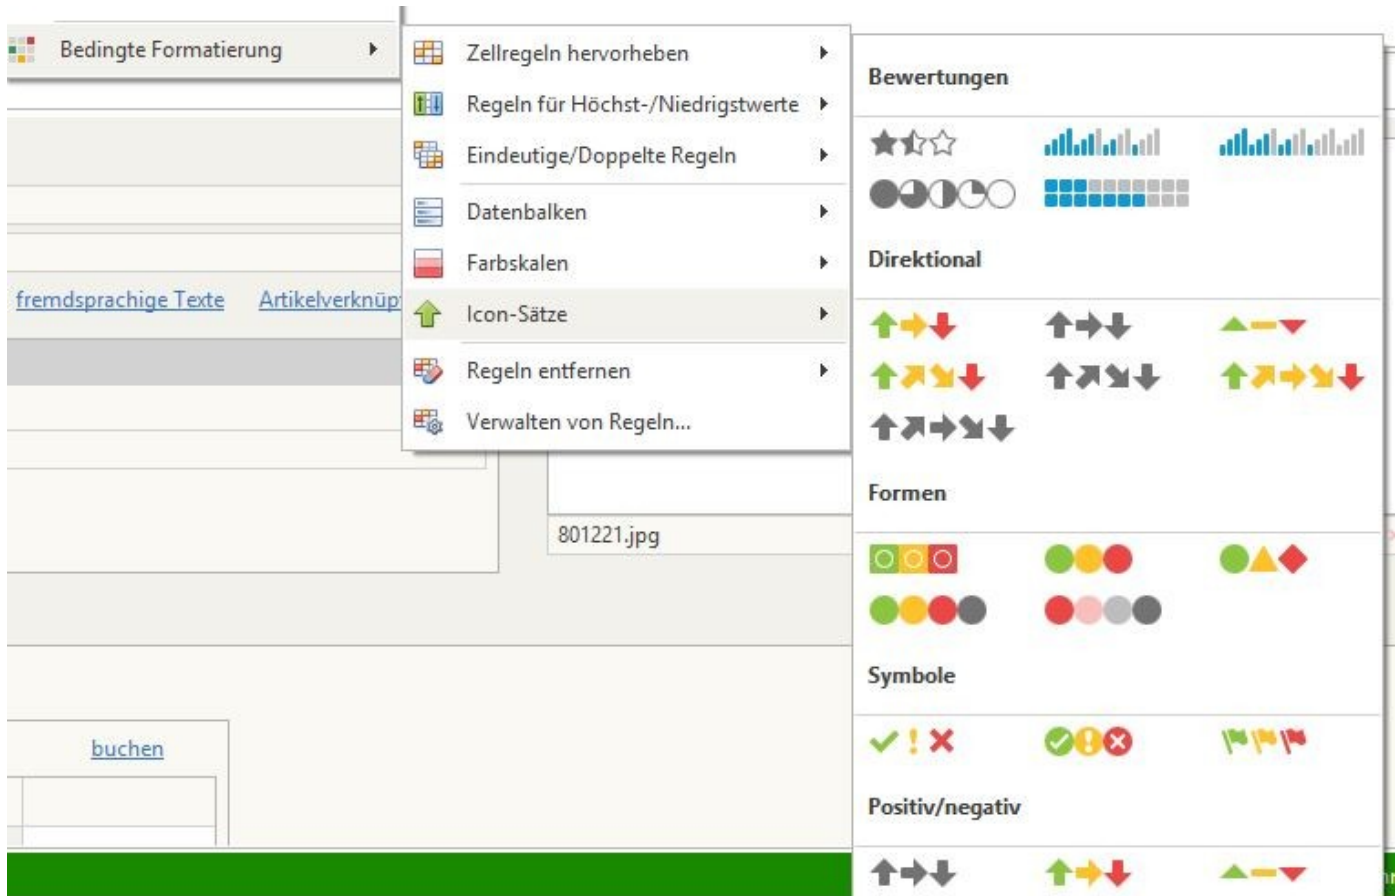 Bedingte Formatierung
Zellregeln hervorheben
Regeln für Höchst-/Niedrigstwerte
Eindeutige/Doppelte Regeln
Datenbalken
Farbskalen
Icon-Sätze
Regeln entfernen
Verwalten von Regeln...
Bewertungen
Direktional
Formen
Symbole
Positiv/negativ
fremdsprachige Texte
Artikelverknüp
801221.jpg
buchen